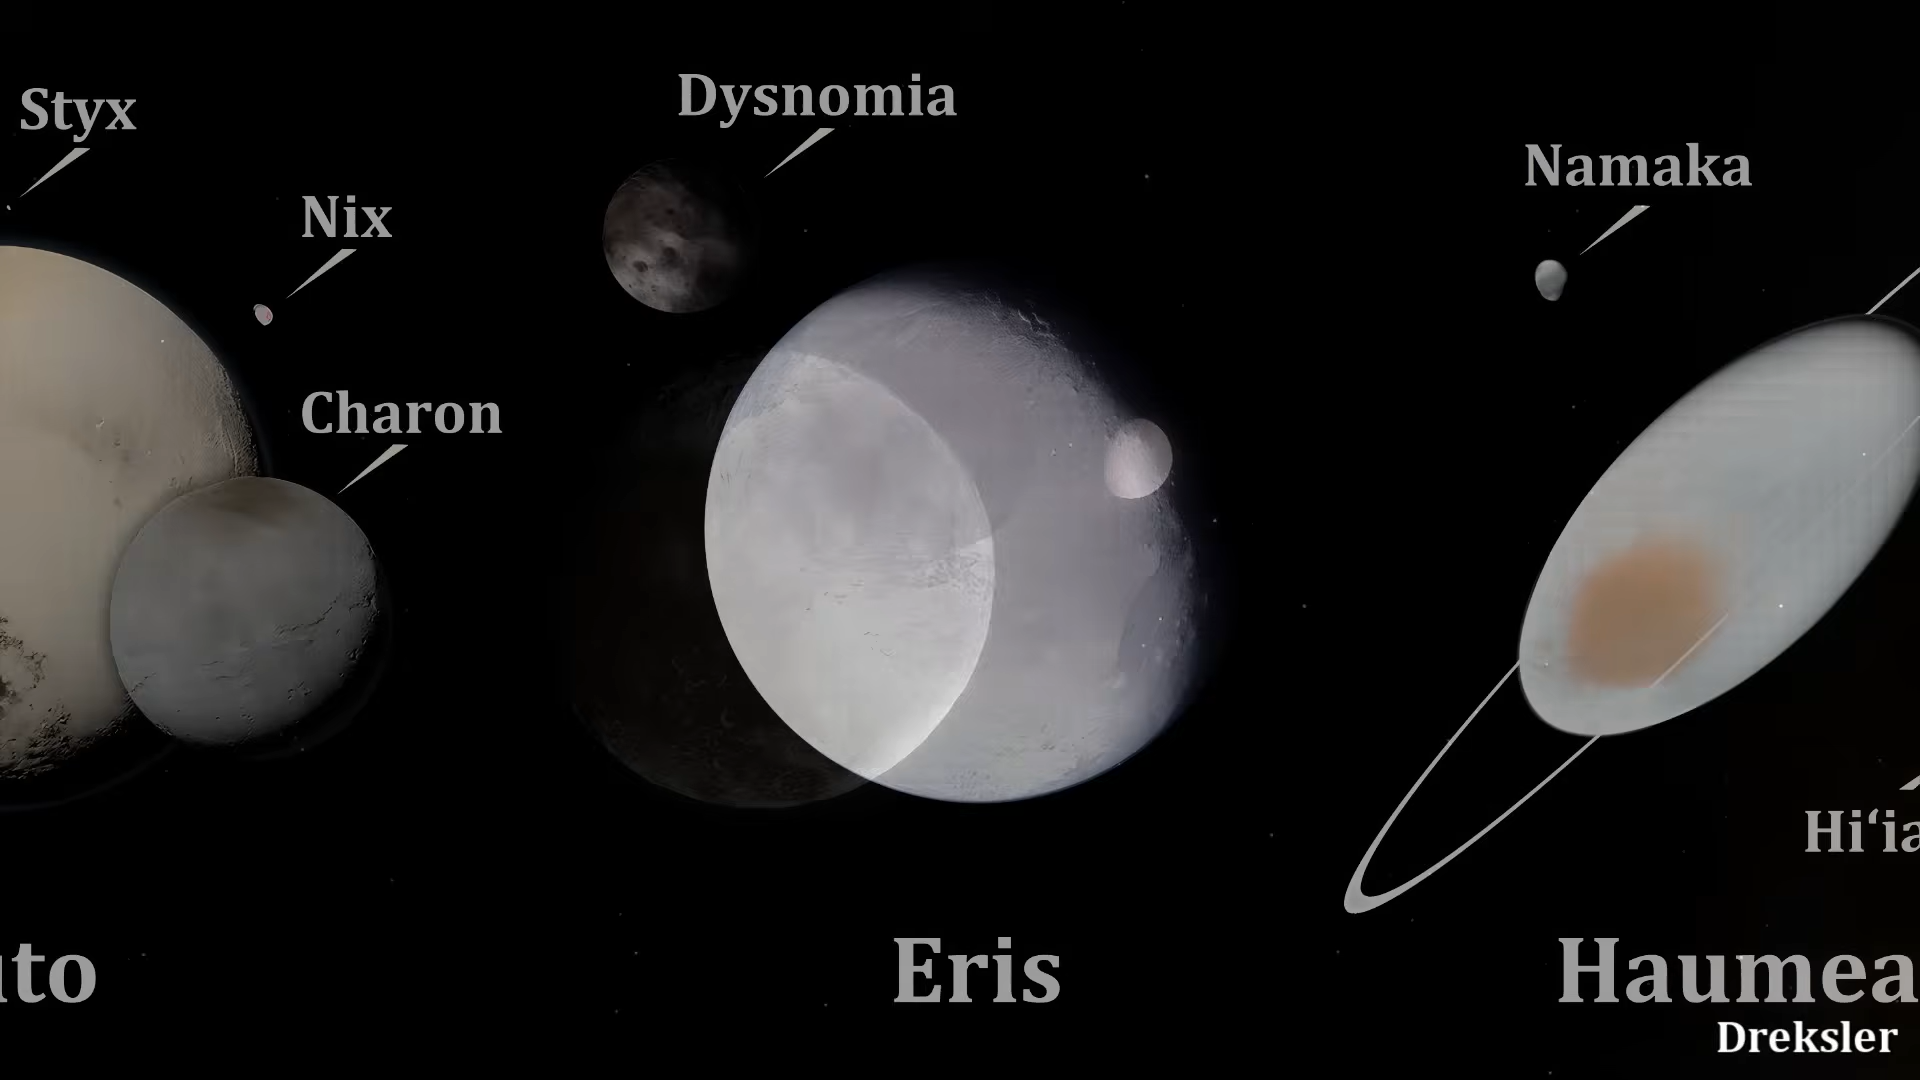 Styx
Dysnomia
Nix
Namaka
Charon
Hi‘ia
uto
Eris
Haumea
Dreksler